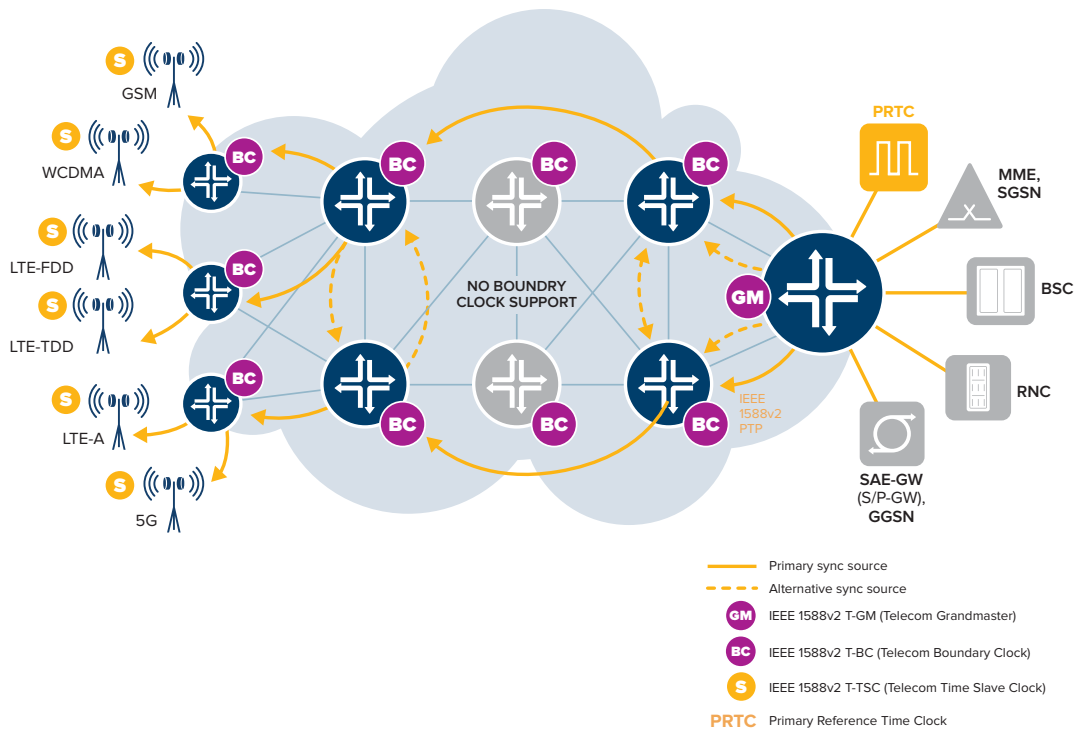 S
GSM
S
WCDMA
S
LTE-FDD
S
LTE-TDD
S
LTE-A
S
5G
BC
BC
BC
BC
BC
BC
BC
BC
BC
NO BOUNDRY
CLOCK SUPPORT
GM
IEEE
1588v2
PTP
PRTC
MME,
SGSN
BSC
RNC
SAE-GW
(S/P-GW),
GGSN
Primary sync source
Alternative sync source
GM IEEE 1588v2 T-GM (Telecom Grandmaster)
BC IEEE 1588v2 T-BC (Telecom Boundary Clock)
S IEEE 1588v2 T-TSC (Telecom Time Slave Clock)
PRTC Primary Reference Time Clock